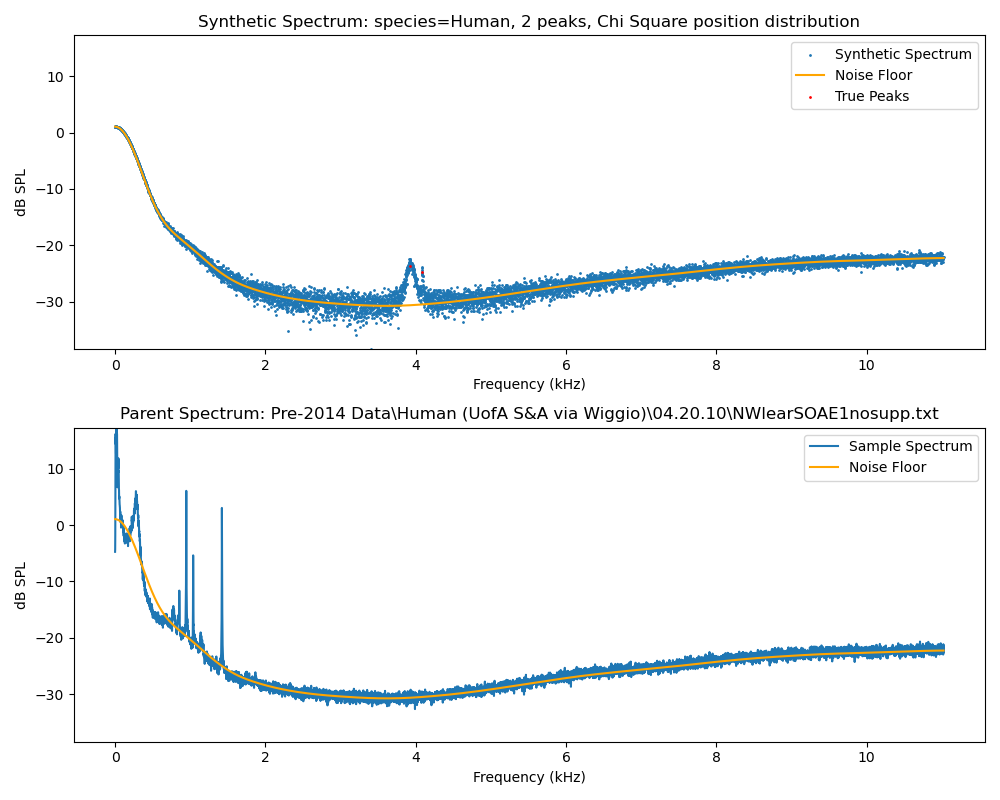 Synthetic Spectrum: species=Human, 2 peaks, Chi Square position distribution
Synthetic Spectrum
Noise Floor
True Peaks
10
0
−10
−20
−30
dB SPL
0 2 4 6 8 10
Frequency (kHz)
Parent Spectrum: Pre-2014 Data\Human (UofA S&A via Wiggio)\04.20.10\NWlearSOAE1nosupp.txt
Sample Spectrum
Noise Floor
10
0
−10
−20
−30
dB SPL
0 2 4 6 8 10
Frequency (kHz)